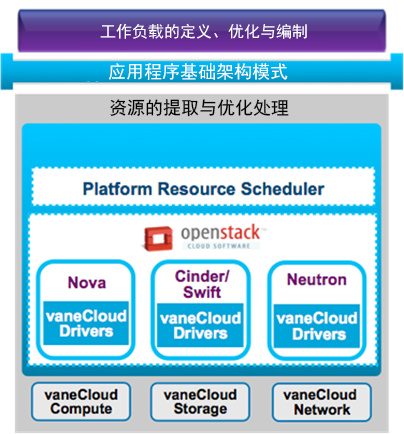 工作负载的定义、优化与编制
应用程序基础架构模式
资源的提取与优化处理
Platform Resource Scheduler
openstack
CLOUD SOFTWARE
Nova
vaneCloud
Drivers
Cinder/
Swift
vaneCloud
Drivers
Neutron
vaneCloud
Drivers
vaneCloud
Compute
vaneCloud
Storage
vaneCloud
Network